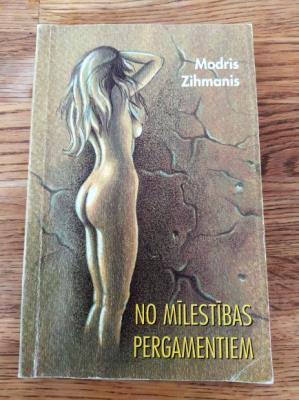 Modris
Zihmanis
NO MĪLESTĪBAS
PERGAMENTIEM